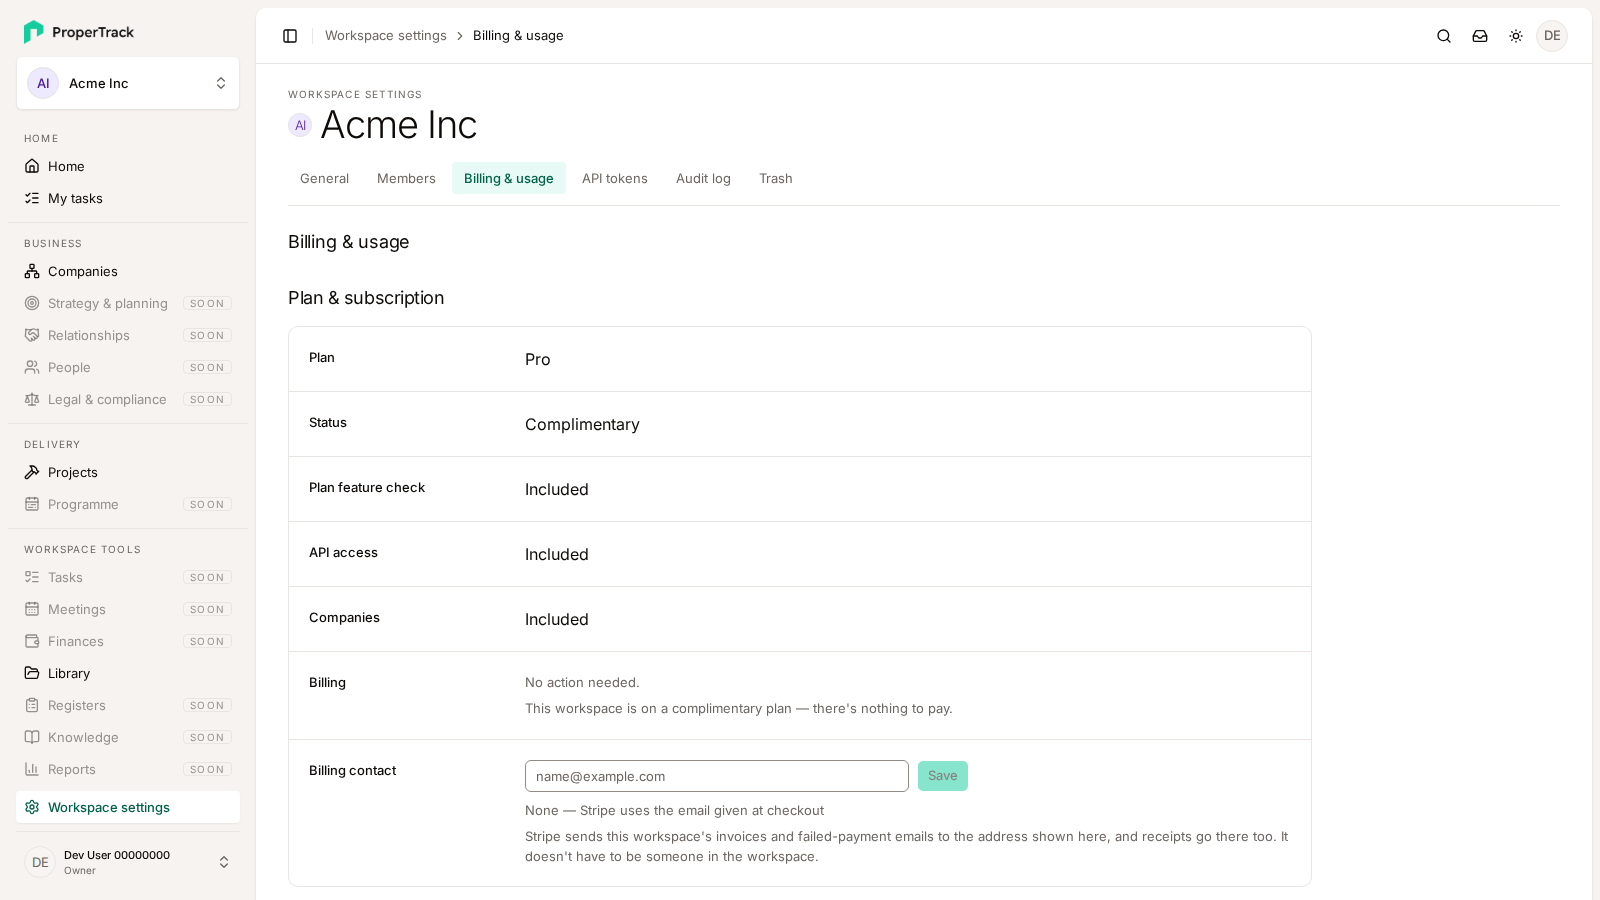 ProperTrack
AI Acme Inc
HOME
Home
My tasks
BUSINESS
Companies
Strategy & planning SOON
Relationships SOON
People SOON
Legal & compliance SOON
DELIVERY
Projects
Programme SOON
WORKSPACE TOOLS
Tasks SOON
Meetings SOON
Finances SOON
Library
Registers SOON
Knowledge SOON
Reports SOON
Workspace settings
DE Dev User 00000000
Owner
Workspace settings > Billing & usage
DE
WORKSPACE SETTINGS
AI Acme Inc
General Members Billing & usage API tokens Audit log Trash
Billing & usage
Plan & subscription
Plan Pro
Status Complimentary
Plan feature check Included
API access Included
Companies Included
Billing No action needed.
This workspace is on a complimentary plan — there's nothing to pay.
Billing contact name@example.com Save
None — Stripe uses the email given at checkout
Stripe sends this workspace's invoices and failed-payment emails to the address shown here, and receipts go there too. It
doesn't have to be someone in the workspace.